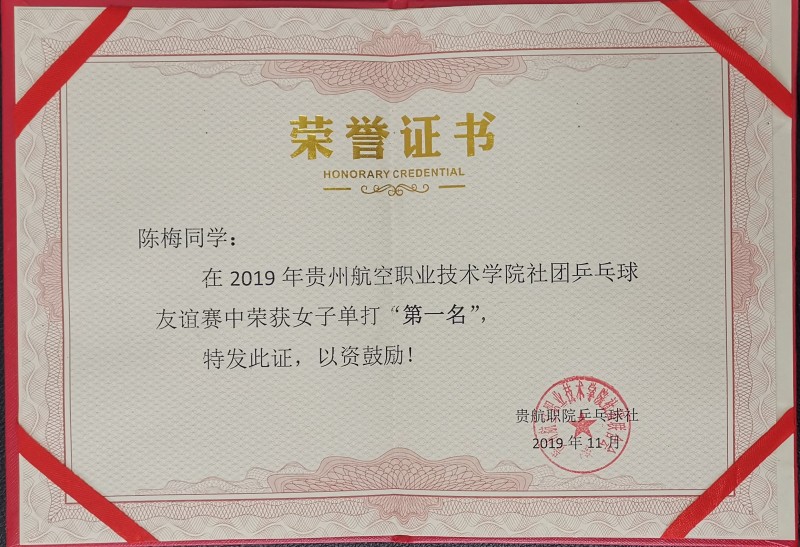 荣誉证书
HONORARY CREDENTIAL
陈梅同学：
在 2019 年贵州航空职业技术学院社团乒乓球
友谊赛中荣获女子单打“第一名”，
特发此证，以资鼓励！
贵航职院乒乓球社
2019 年 11 月